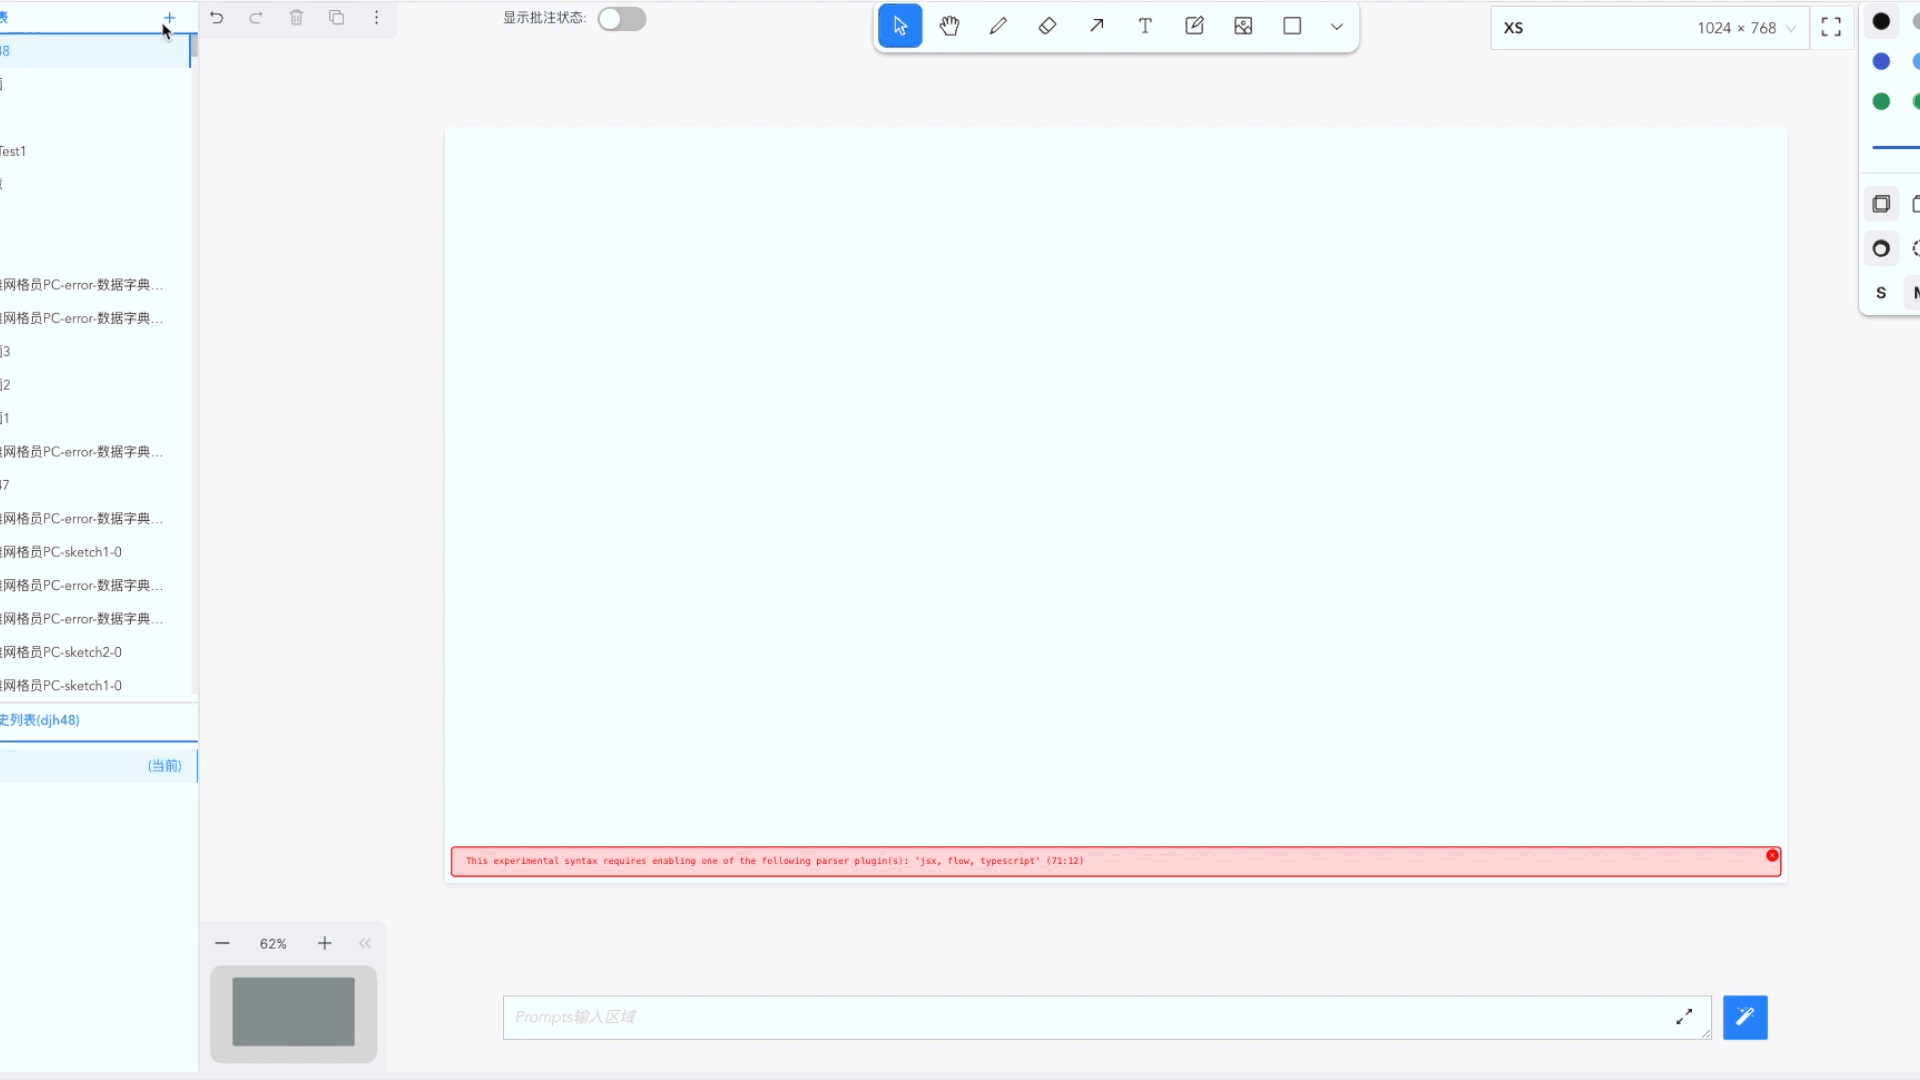 表
显示批注状态:
XS
1024 × 768
48
面
Test1
网格员PC-error-数据字典...
网格员PC-error-数据字典...
面3
面2
面1
网格员PC-error-数据字典...
47
网格员PC-error-数据字典...
网格员PC-sketch1-0
网格员PC-error-数据字典...
网格员PC-error-数据字典...
网格员PC-sketch2-0
网格员PC-sketch1-0
史列表(djh48)
(当前)
S
This experimental syntax requires enabling one of the following parser plugin(s): 'jsx, flow, typescript' (71:12)
62%
Prompts输入区域